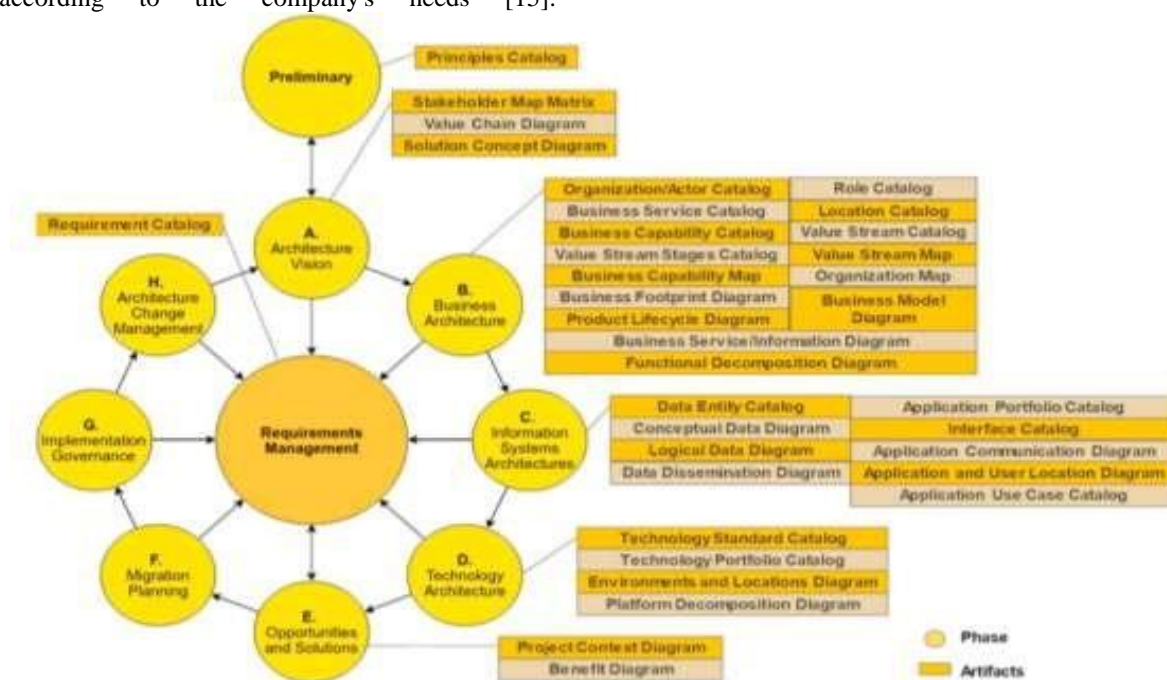 according to the company's needs [15].
Preliminary
Principles Catalog
Stakeholder Map Matrix
Value Chain Diagram
Solution Concept Diagram
Requirement Catalog
A.
Architecture
Vision
Organization/Actor Catalog
Business Service Catalog
Business Capability Catalog
Value Stream Stages Catalog
Business Capability Map
Business Footprint Diagram
Product Lifecycle Diagram
Role Catalog
Location Catalog
Value Stream Catalog
Value Stream Map
Organization Map
Business Model
Diagram
Business Service/Information Diagram
Functional Decomposition Diagram
H.
Architecture
Change
Management
B.
Business
Architecture
G.
Implementation
Governance
Requirements
Management
C.
Information
Systems
Architectures
Data Entity Catalog
Conceptual Data Diagram
Logical Data Diagram
Data Dissemination Diagram
Application Portfolio Catalog
Interface Catalog
Application Communication Diagram
Application and User Location Diagram
Application Use Case Catalog
F.
Migration
Planning
D.
Technology
Architecture
Technology Standard Catalog
Technology Portfolio Catalog
Environments and Locations Diagram
Platform Decomposition Diagram
E.
Opportunities
and Solutions
Project Context Diagram
Benefit Diagram
Phase
Artifacts